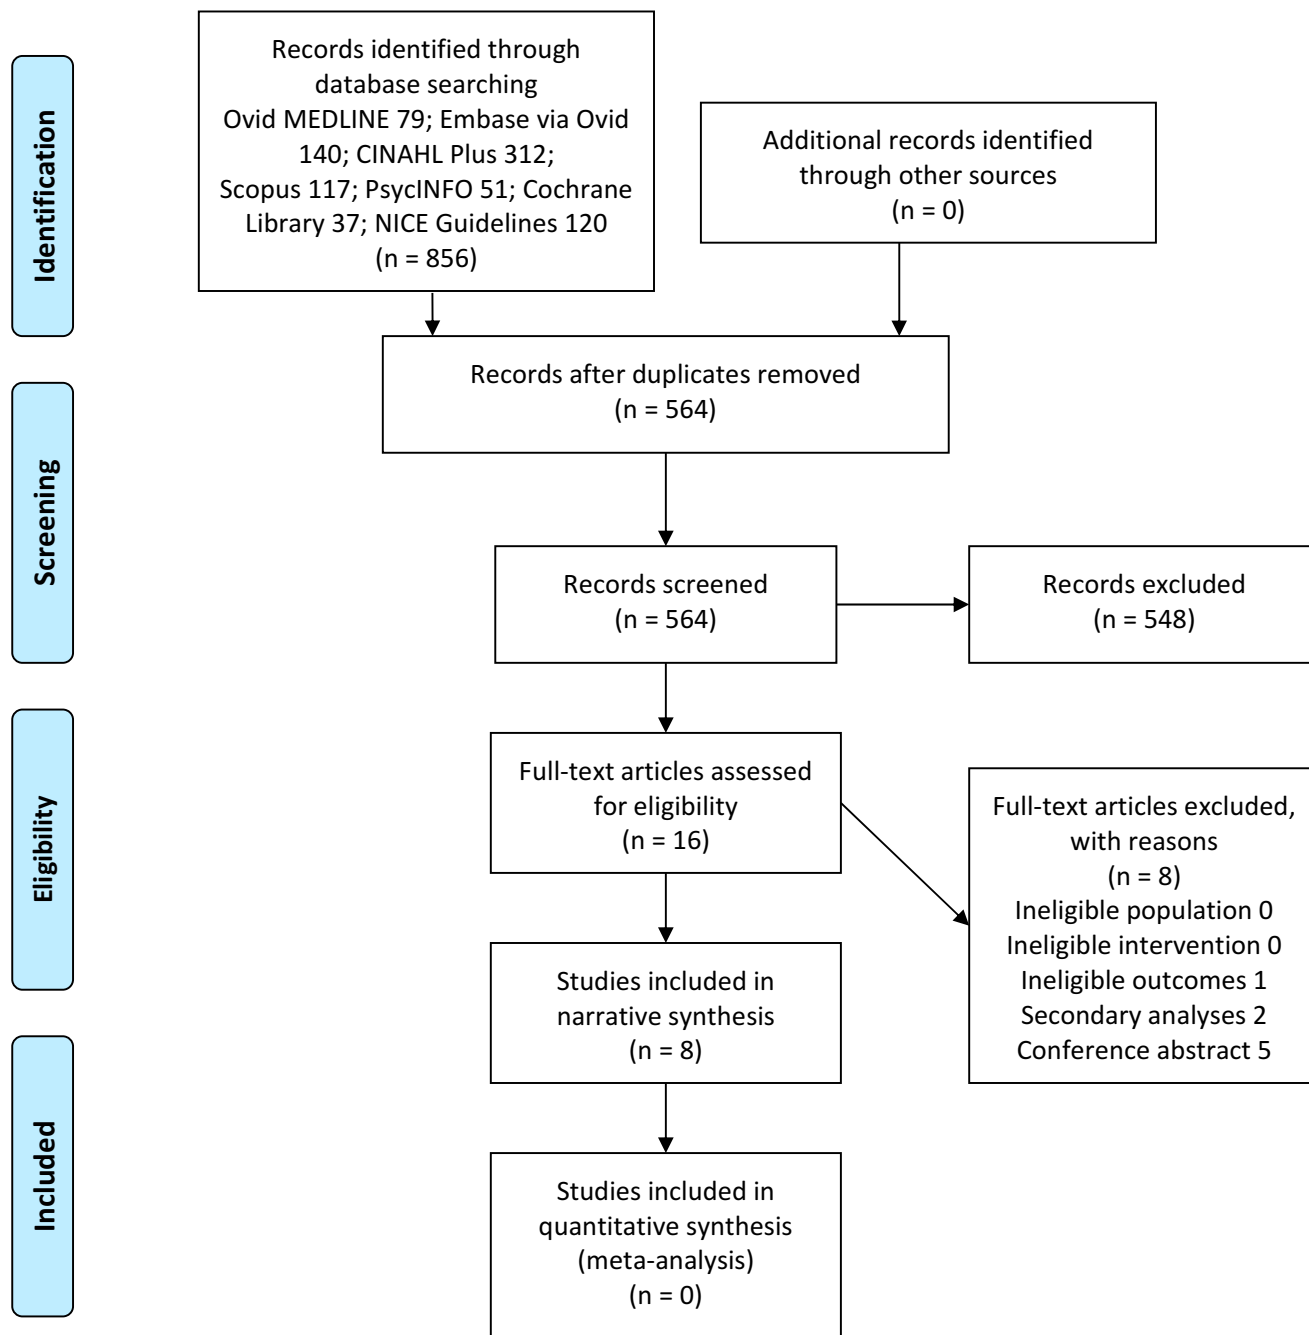 Identification
Records identified through
database searching
Ovid MEDLINE 79; Embase via Ovid
140; CINAHL Plus 312;
Scopus 117; PsycINFO 51; Cochrane
Library 37; NICE Guidelines 120
(n = 856)
Additional records identified
through other sources
(n = 0)
Records after duplicates removed
(n = 564)
Screening
Records screened
(n = 564)
Records excluded
(n = 548)
Eligibility
Full-text articles assessed
for eligibility
(n = 16)
Full-text articles excluded,
with reasons
(n = 8)
Ineligible population 0
Ineligible intervention 0
Ineligible outcomes 1
Secondary analyses 2
Conference abstract 5
Studies included in
narrative synthesis
(n = 8)
Included
Studies included in
quantitative synthesis
(meta-analysis)
(n = 0)